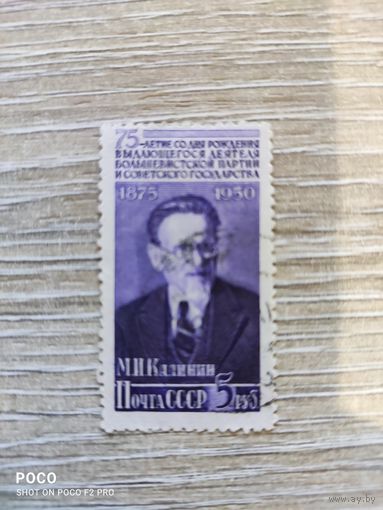 75-ЛЕТИЕ СО ДНЯ РОЖДЕНИЯ
ВЫДАЮЩЕГОСЯ ДЕЯТЕЛЯ
БОЛЬШЕВИСТСКОЙ ПАРТИИ
И СОВЕТСКОГО ГОСУДАРСТВА
1875 1950
М.И.Калинин
ПОЧТА СССР 5 руб
POCO
SHOT ON POCO F2 PRO
www.ay.by